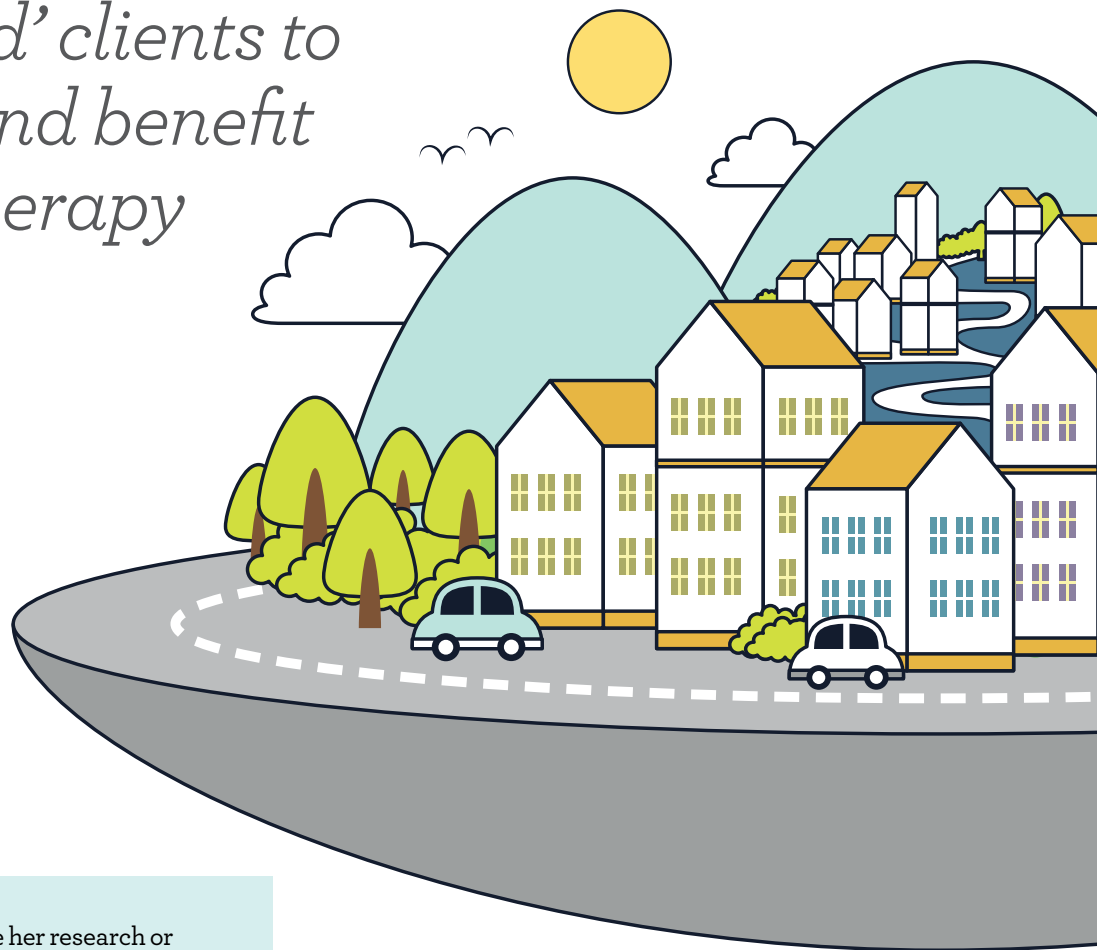 d’ clients to
nd benefit
erapy
e her research or